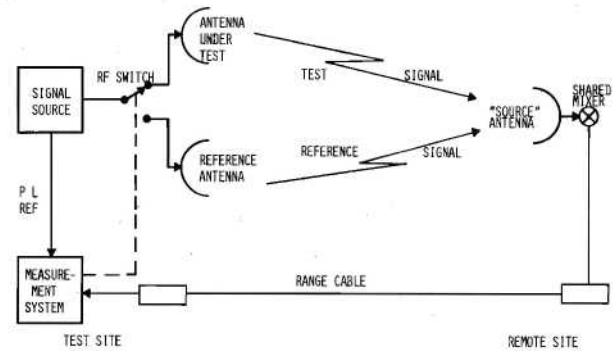 ANTENNA
UNDER
TEST
RF SWITCH
SIGNAL
SOURCE
TEST
SIGNAL
SHARED
MIXER
"SOURCE"
ANTENNA
REFERENCE
ANTENNA
REFERENCE
SIGNAL
P L
REF
MEASURE-
MENT
SYSTEM
RANGE CABLE
TEST SITE
REMOTE SITE